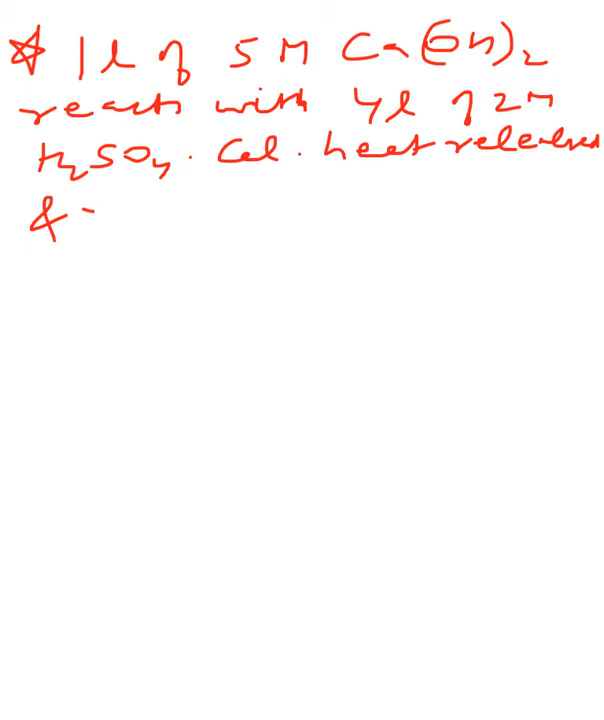 ☆ 1 l of 5 M Ca(OH)₂
reacts with 4 l of 2 M
H₂SO₄. Cal. heat released
& -